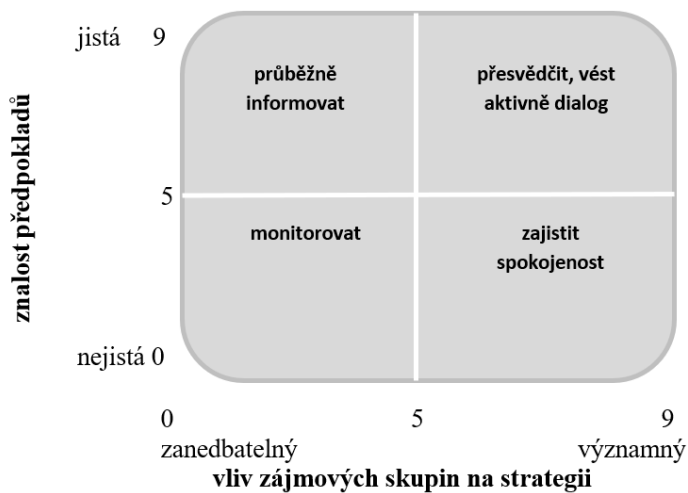 jistá 9
průběžně
informovat
přesvědčit, vést
aktivně dialog
znalost předpokladů
5
monitorovat
zajistit
spokojenost
nejistá 0
0 5 9
zanedbatelný významný
vliv zájmových skupin na strategii